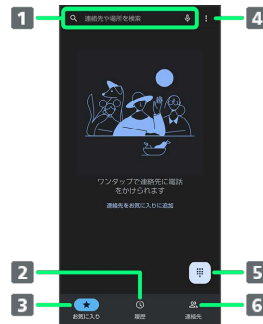 1
連絡先や場所を検索
4
ワンタップで連絡先に電話
をかけられます
連絡先をお気に入りに追加
2
5
3
お気に入り
履歴
連絡先
6